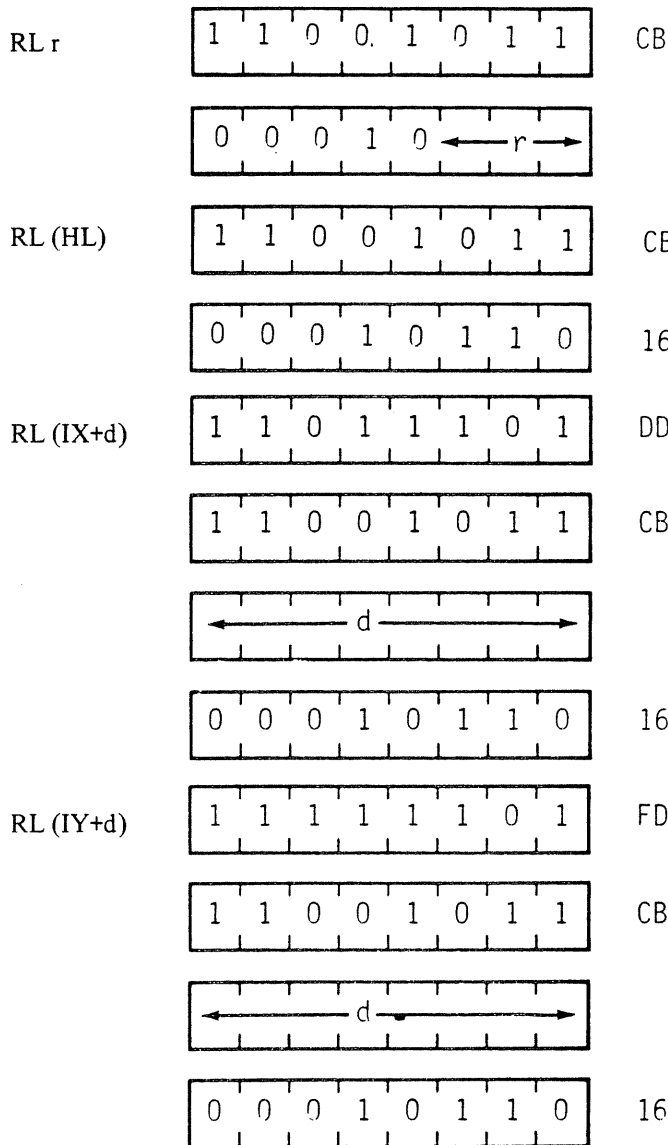 RL r 1 1 0 0 1 0 1 1 CB
0 0 0 1 0 r
RL (HL) 1 1 0 0 1 0 1 1 CB
0 0 0 1 0 1 1 0 16
RL (IX+d) 1 1 0 1 1 1 0 1 DD
1 1 0 0 1 0 1 1 CB
d
0 0 0 1 0 1 1 0 16
RL (IY+d) 1 1 1 1 1 1 0 1 FD
1 1 0 0 1 0 1 1 CB
d
0 0 0 1 0 1 1 0 16